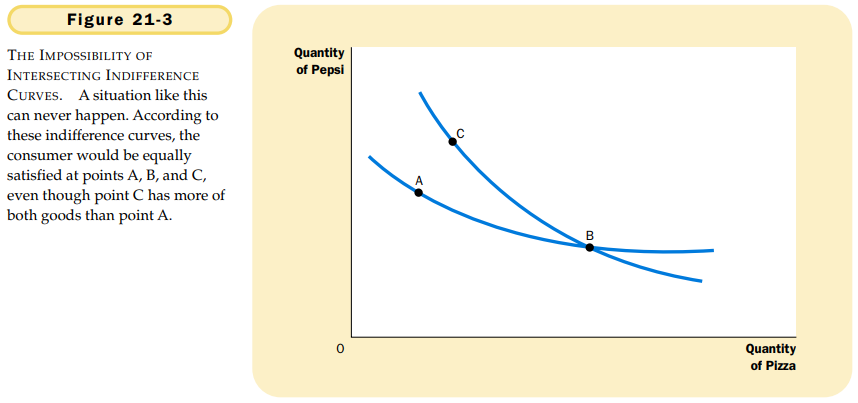 Figure 21-3
THE IMPOSSIBILITY OF
INTERSECTING INDIFFERENCE
CURVES. A situation like this
can never happen. According to
these indifference curves, the
consumer would be equally
satisfied at points A, B, and C,
even though point C has more of
both goods than point A.
Quantity
of Pepsi
C
A
B
0
Quantity
of Pizza